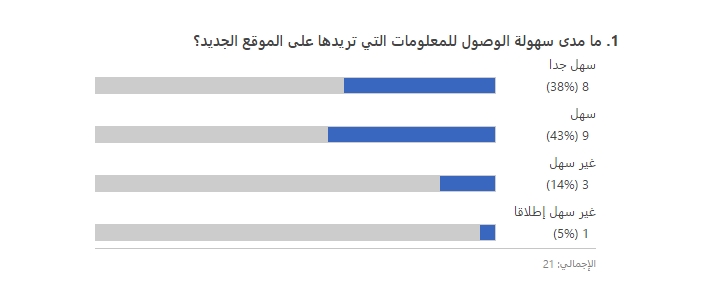 1. ما مدى سهولة الوصول للمعلومات التي تريدها على الموقع الجديد؟
سهل جدا
8 (38%)
سهل
9 (43%)
غير سهل
3 (14%)
غير سهل إطلاقا
1 (5%)
الإجمالي: 21